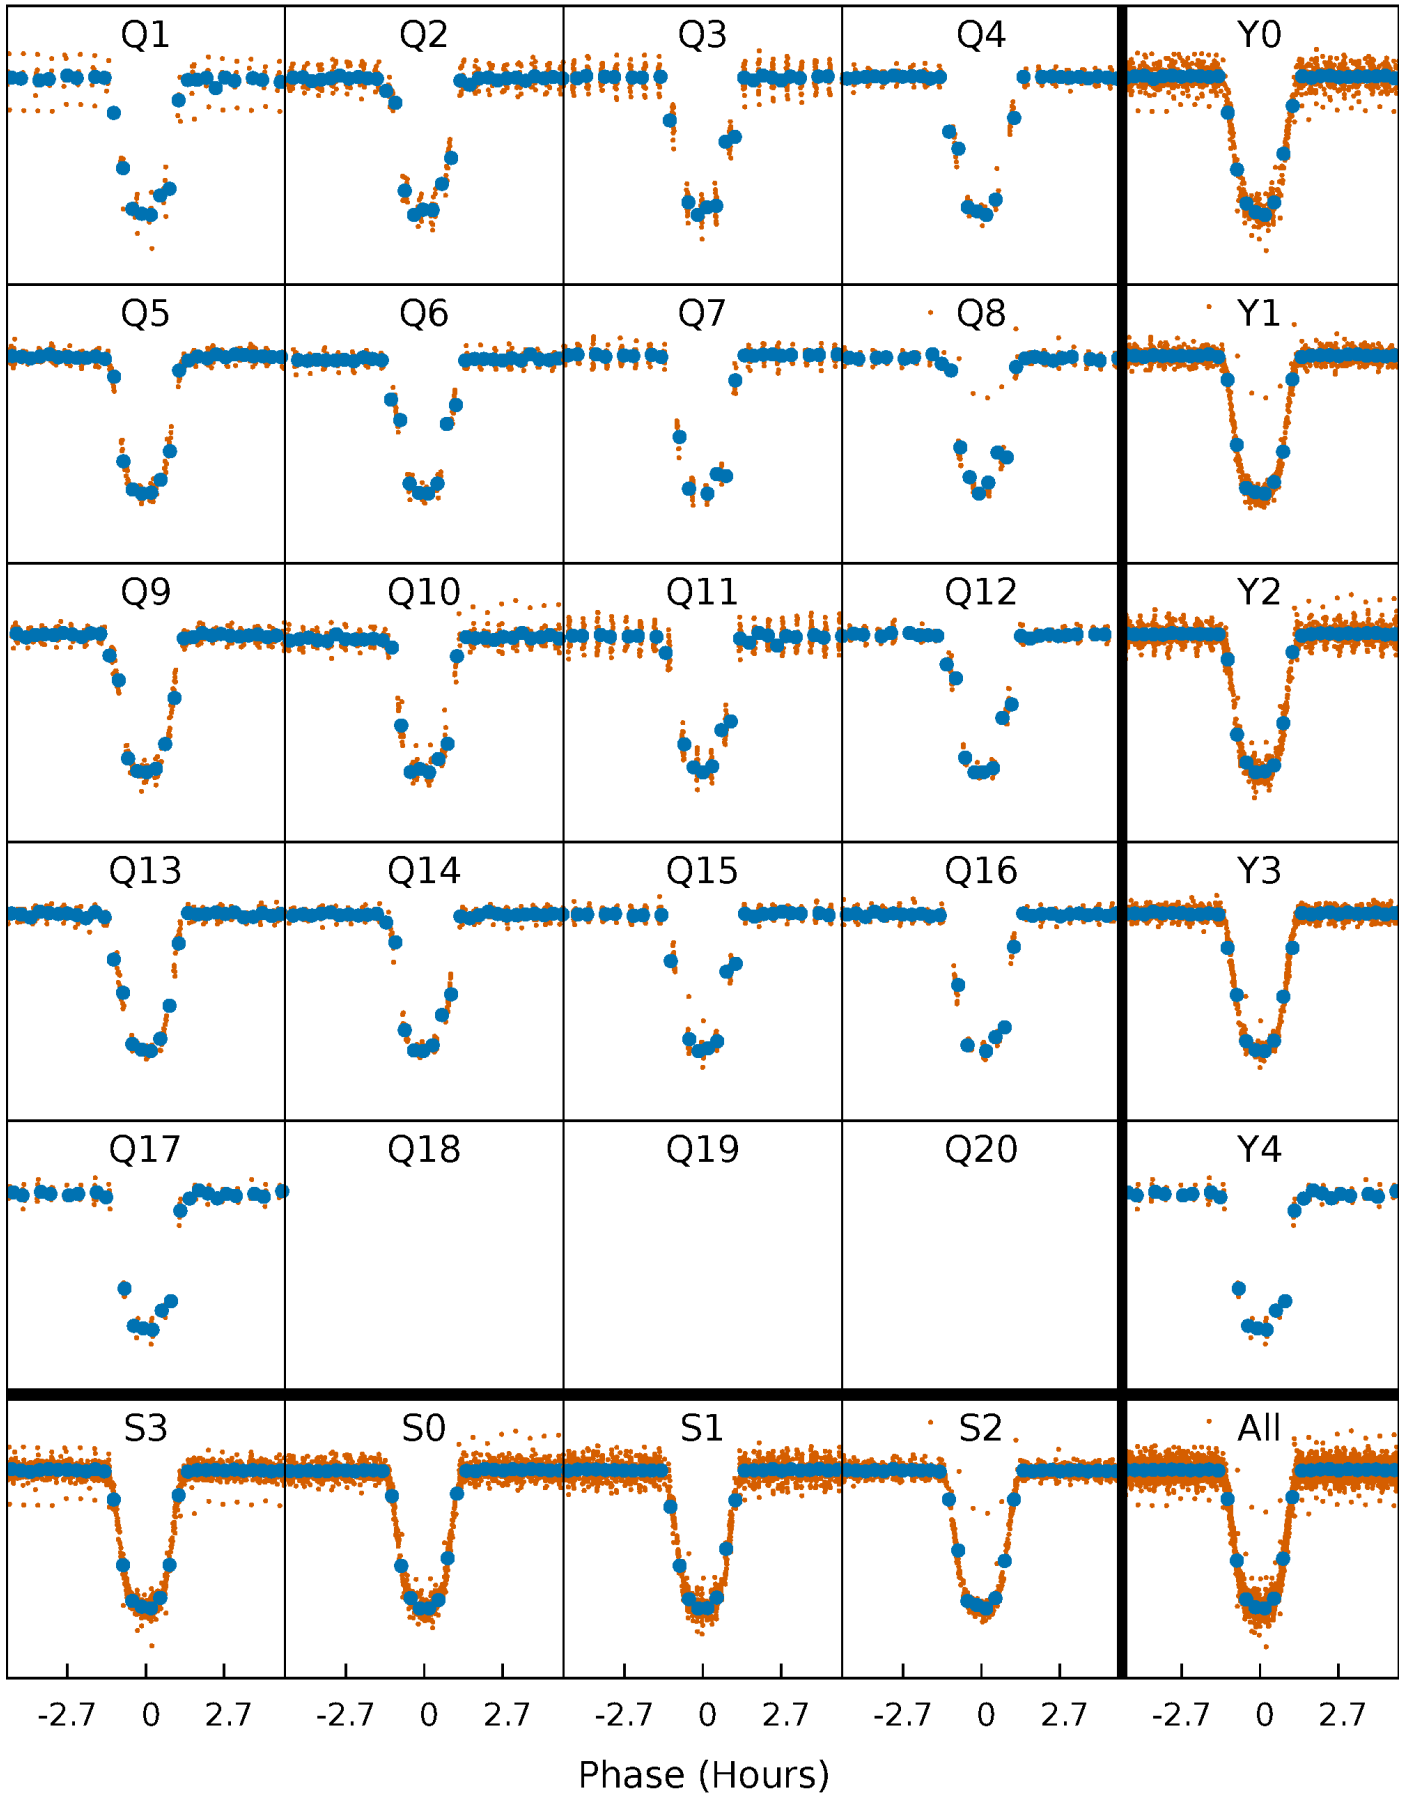 Q1 Q2 Q3 Q4 Y0
Q5 Q6 Q7 Q8 Y1
Q9 Q10 Q11 Q12 Y2
Q13 Q14 Q15 Q16 Y3
Q17 Q18 Q19 Q20 Y4
S3 S0 S1 S2 All
-2.7 0 2.7 -2.7 0 2.7 -2.7 0 2.7 -2.7 0 2.7 -2.7 0 2.7
Phase (Hours)